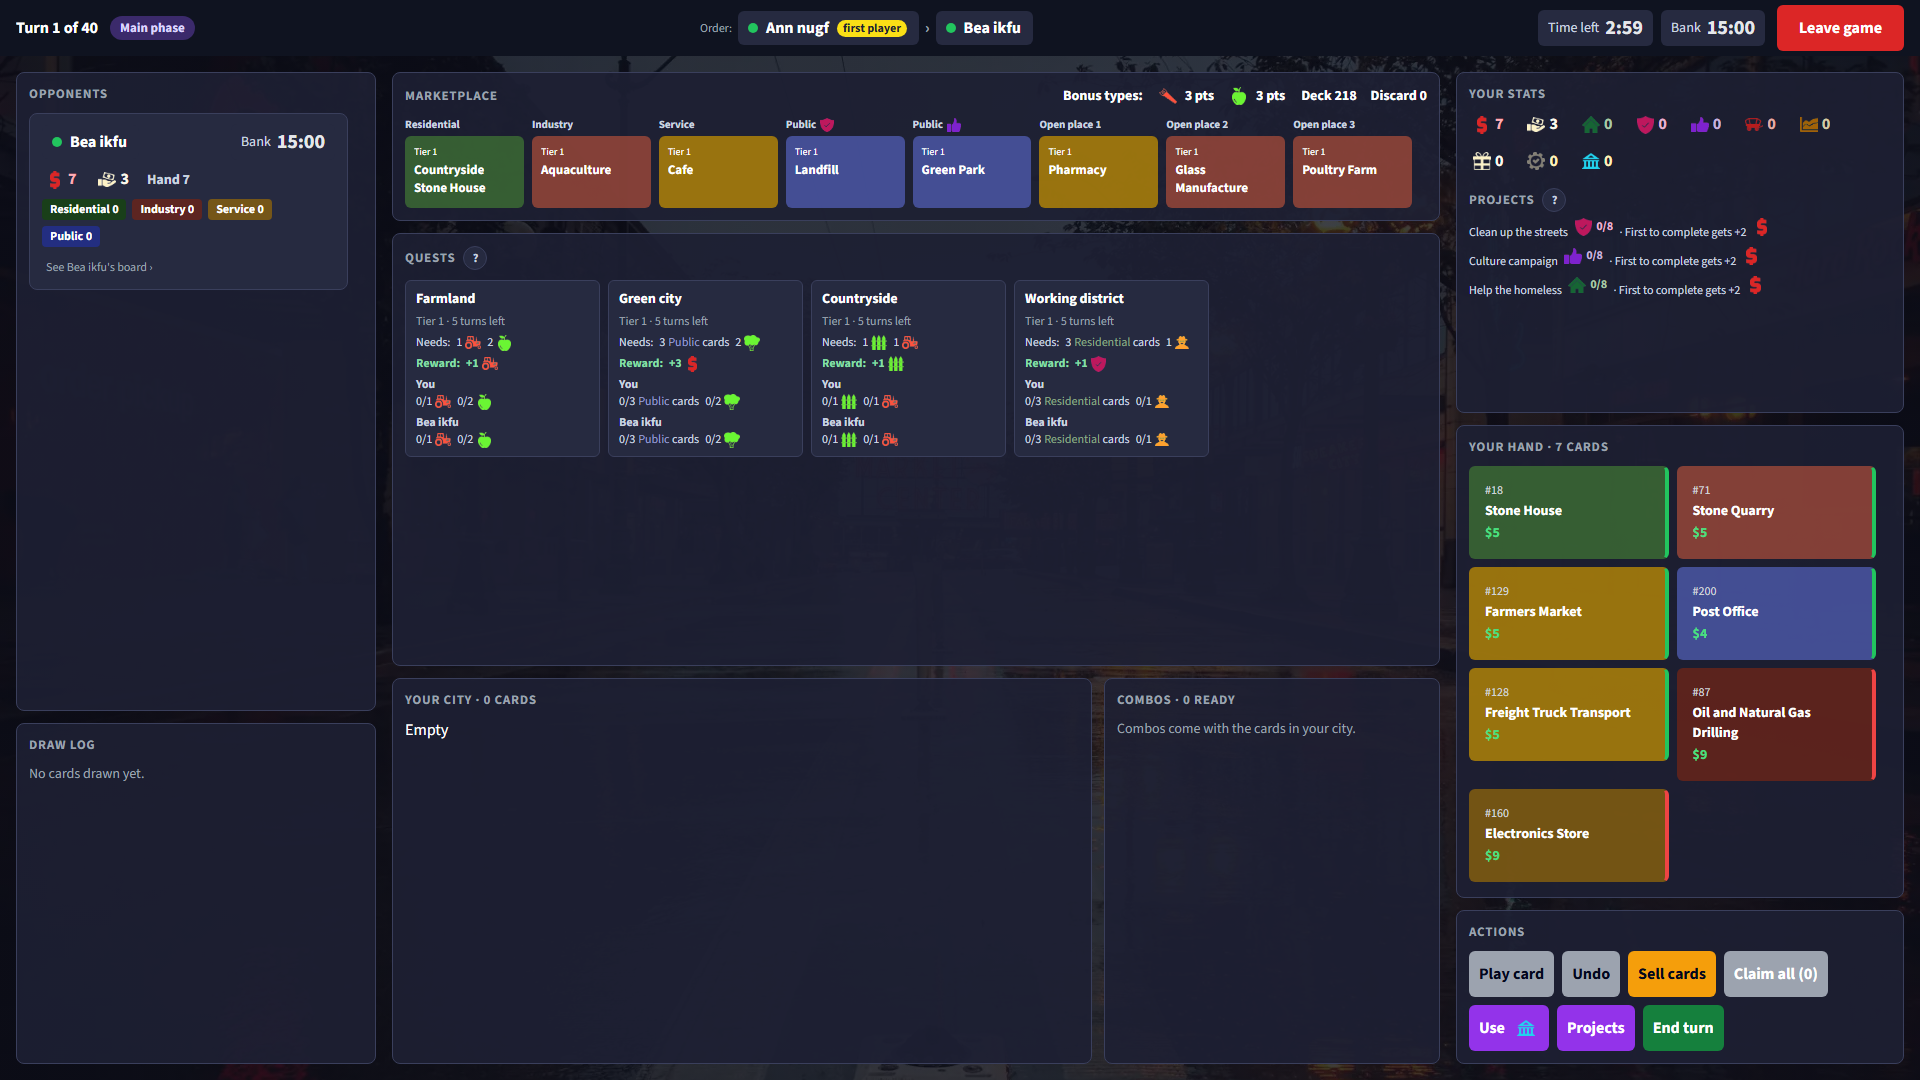 Turn 1 of 40 Main phase
Order: Ann nugf first player › Bea ikfu
Time left 2:59 Bank 15:00 Leave game
OPPONENTS
Bea ikfu Bank 15:00
7 3 Hand 7
Residential 0 Industry 0 Service 0
Public 0
See Bea ikfu's board ›
DRAW LOG
No cards drawn yet.
MARKETPLACE
Bonus types: 3 pts 3 pts Deck 218 Discard 0
Residential Industry Service Public Public Open place 1 Open place 2 Open place 3
Tier 1 Tier 1 Tier 1 Tier 1 Tier 1 Tier 1 Tier 1 Tier 1
Countryside Aquaculture Cafe Landfill Green Park Pharmacy Glass Poultry Farm
Stone House Manufacture
QUESTS ?
Farmland
Tier 1 · 5 turns left
Needs: 1 2
Reward: +1
You
0/1 0/2
Bea ikfu
0/1 0/2
Green city
Tier 1 · 5 turns left
Needs: 3 Public cards 2
Reward: +3
You
0/3 Public cards 0/2
Bea ikfu
0/3 Public cards 0/2
Countryside
Tier 1 · 5 turns left
Needs: 1 1
Reward: +1
You
0/1 0/1
Bea ikfu
0/1 0/1
Working district
Tier 1 · 5 turns left
Needs: 3 Residential cards 1
Reward: +1
You
0/3 Residential cards 0/1
Bea ikfu
0/3 Residential cards 0/1
YOUR CITY · 0 CARDS
Empty
COMBOS · 0 READY
Combos come with the cards in your city.
YOUR STATS
7 3 0 0 0 0 0
0 0 0
PROJECTS ?
Clean up the streets 0/8 · First to complete gets +2
Culture campaign 0/8 · First to complete gets +2
Help the homeless 0/8 · First to complete gets +2
YOUR HAND · 7 CARDS
#18
Stone House
$5
#71
Stone Quarry
$5
#129
Farmers Market
$5
#200
Post Office
$4
#128
Freight Truck Transport
$5
#87
Oil and Natural Gas
Drilling
$9
#160
Electronics Store
$9
ACTIONS
Play card Undo Sell cards Claim all (0)
Use Projects End turn